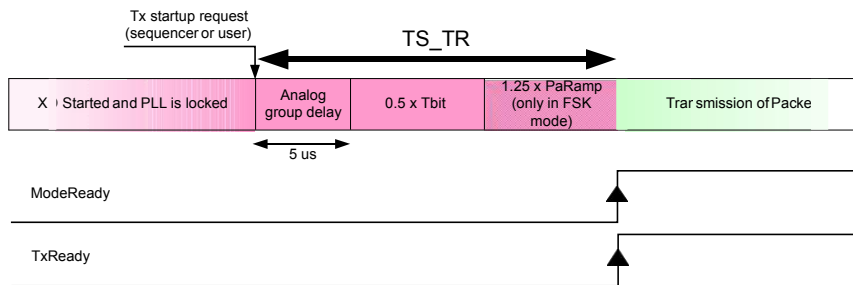 Tx startup request
(sequencer or user)
TS_TR
X
Started and PLL is locked
Analog
group delay
0.5 x Tbit
1.25 x PaRamp
(only in FSK
mode)
Trar smission of Packe
5 us
ModeReady
TxReady